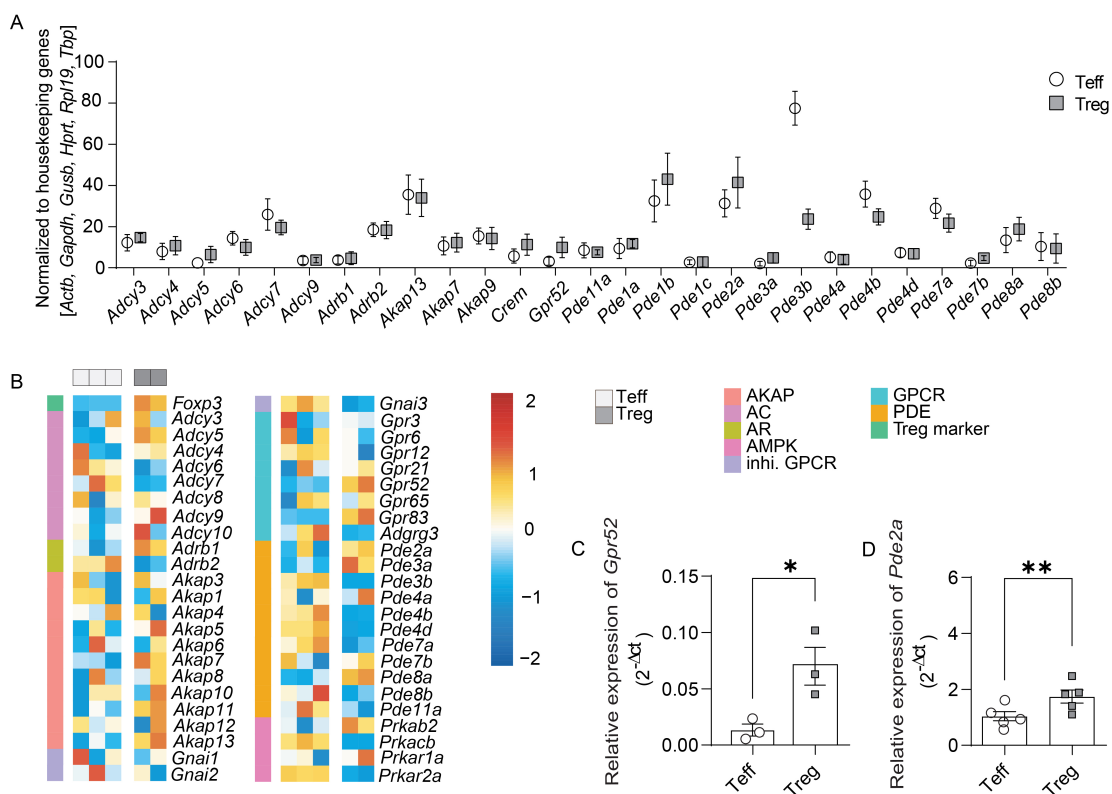 A
Normalized to housekeeping genes
[Actb, Gapdh, Gusb, Hprt, Rpl19, Tbp]
100
80
60
40
20
0
Teff
Treg
Adcy3
Adcy4
Adcy5
Adcy6
Adcy7
Adcy9
Adrb1
Adrb2
Akap13
Akap7
Akap9
Crem
Gpr52
Pde11a
Pde1a
Pde1b
Pde1c
Pde2a
Pde3a
Pde3b
Pde4a
Pde4b
Pde4d
Pde7a
Pde7b
Pde8a
Pde8b
B
Foxp3
Adcy3
Adcy5
Adcy4
Adcy6
Adcy7
Adcy8
Adcy9
Adcy10
Adrb1
Adrb2
Akap3
Akap1
Akap4
Akap5
Akap6
Akap7
Akap8
Akap10
Akap11
Akap12
Akap13
Gnai1
Gnai2
Gnai3
Gpr3
Gpr6
Gpr12
Gpr21
Gpr52
Gpr65
Gpr83
Adgrg3
Pde2a
Pde3a
Pde3b
Pde4a
Pde4b
Pde4d
Pde7a
Pde7b
Pde8a
Pde8b
Pde11a
Prkab2
Prkacb
Prkar1a
Prkar2a
2
1
0
−1
−2
Teff
Treg
AKAP
AC
AR
AMPK
inhi. GPCR
GPCR
PDE
Treg marker
C
Relative expression of Gpr52
(2-Δct)
0.15
0.10
0.05
0.00
*
Teff
Treg
D
Relative expression of Pde2a
(2-Δct)
6
4
2
0
**
Teff
Treg